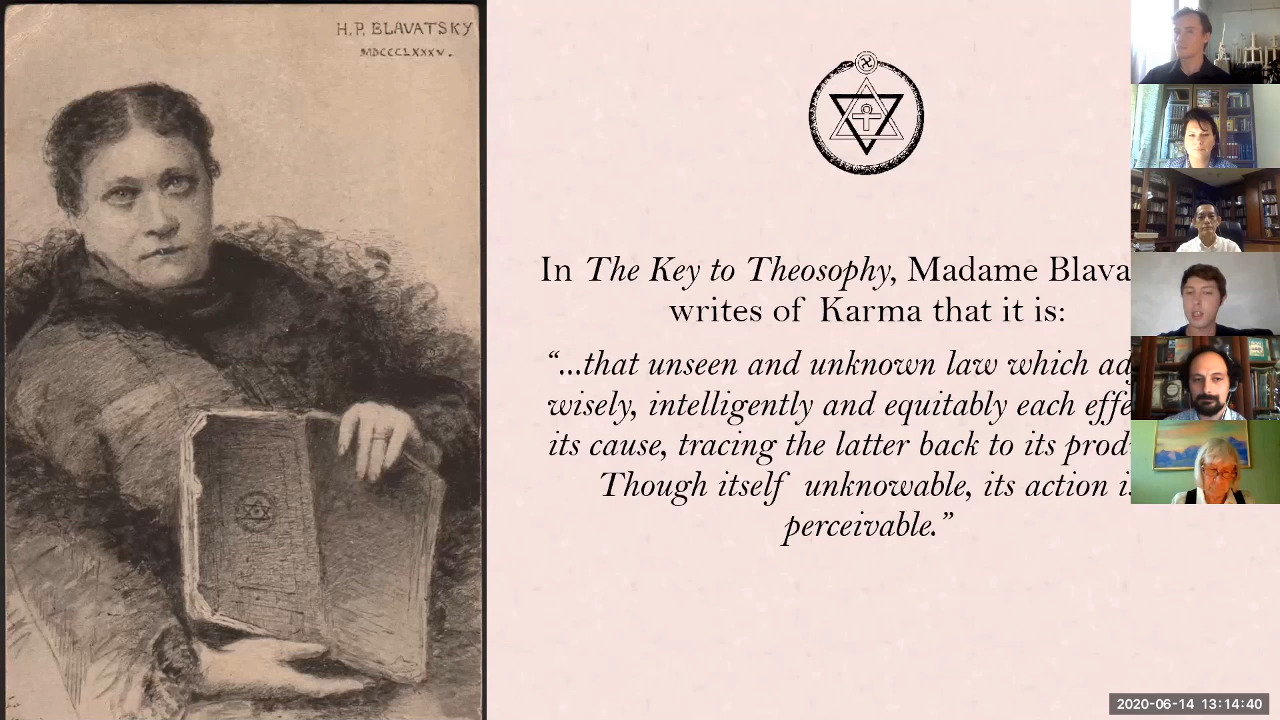 H.P. BLAVATSKY
MDCCCLXXXV.
In The Key to Theosophy, Madame Blava
writes of Karma that it is:
“...that unseen and unknown law which adj
wisely, intelligently and equitably each effe
its cause, tracing the latter back to its prod
Though itself unknowable, its action is
perceivable.”
2020-06-14 13:14:40